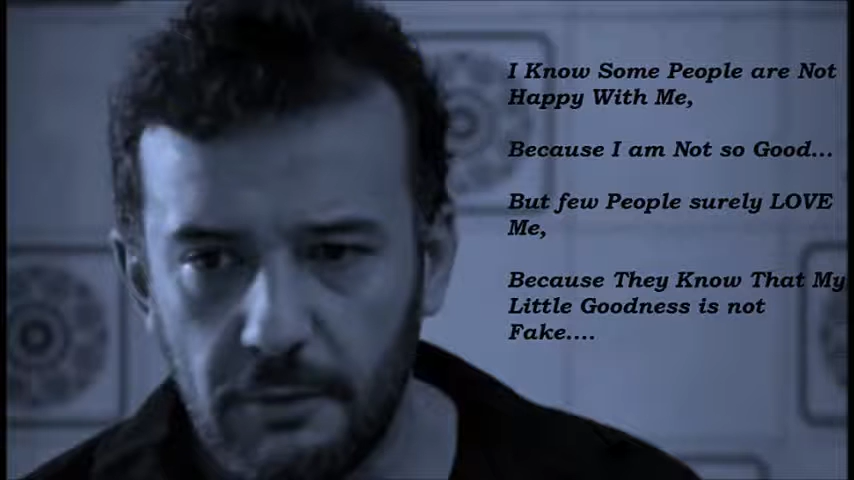 I Know Some People are Not
Happy With Me,
Because I am Not so Good...
But few People surely LOVE
Me,
Because They Know That My
Little Goodness is not
Fake....